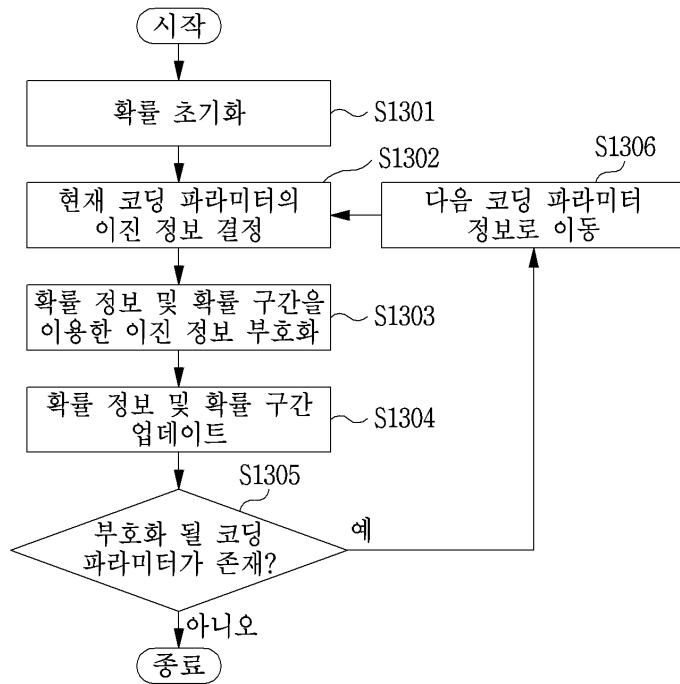 시작
확률 초기화
S1301
S1302
현재 코딩 파라미터의
이진 정보 결정
S1306
다음 코딩 파라미터
정보로 이동
확률 정보 및 확률 구간을
이용한 이진 정보 부호화
S1303
확률 정보 및 확률 구간
업데이트
S1304
S1305
부호화 될 코딩
파라미터가 존재?
예
아니오
종료